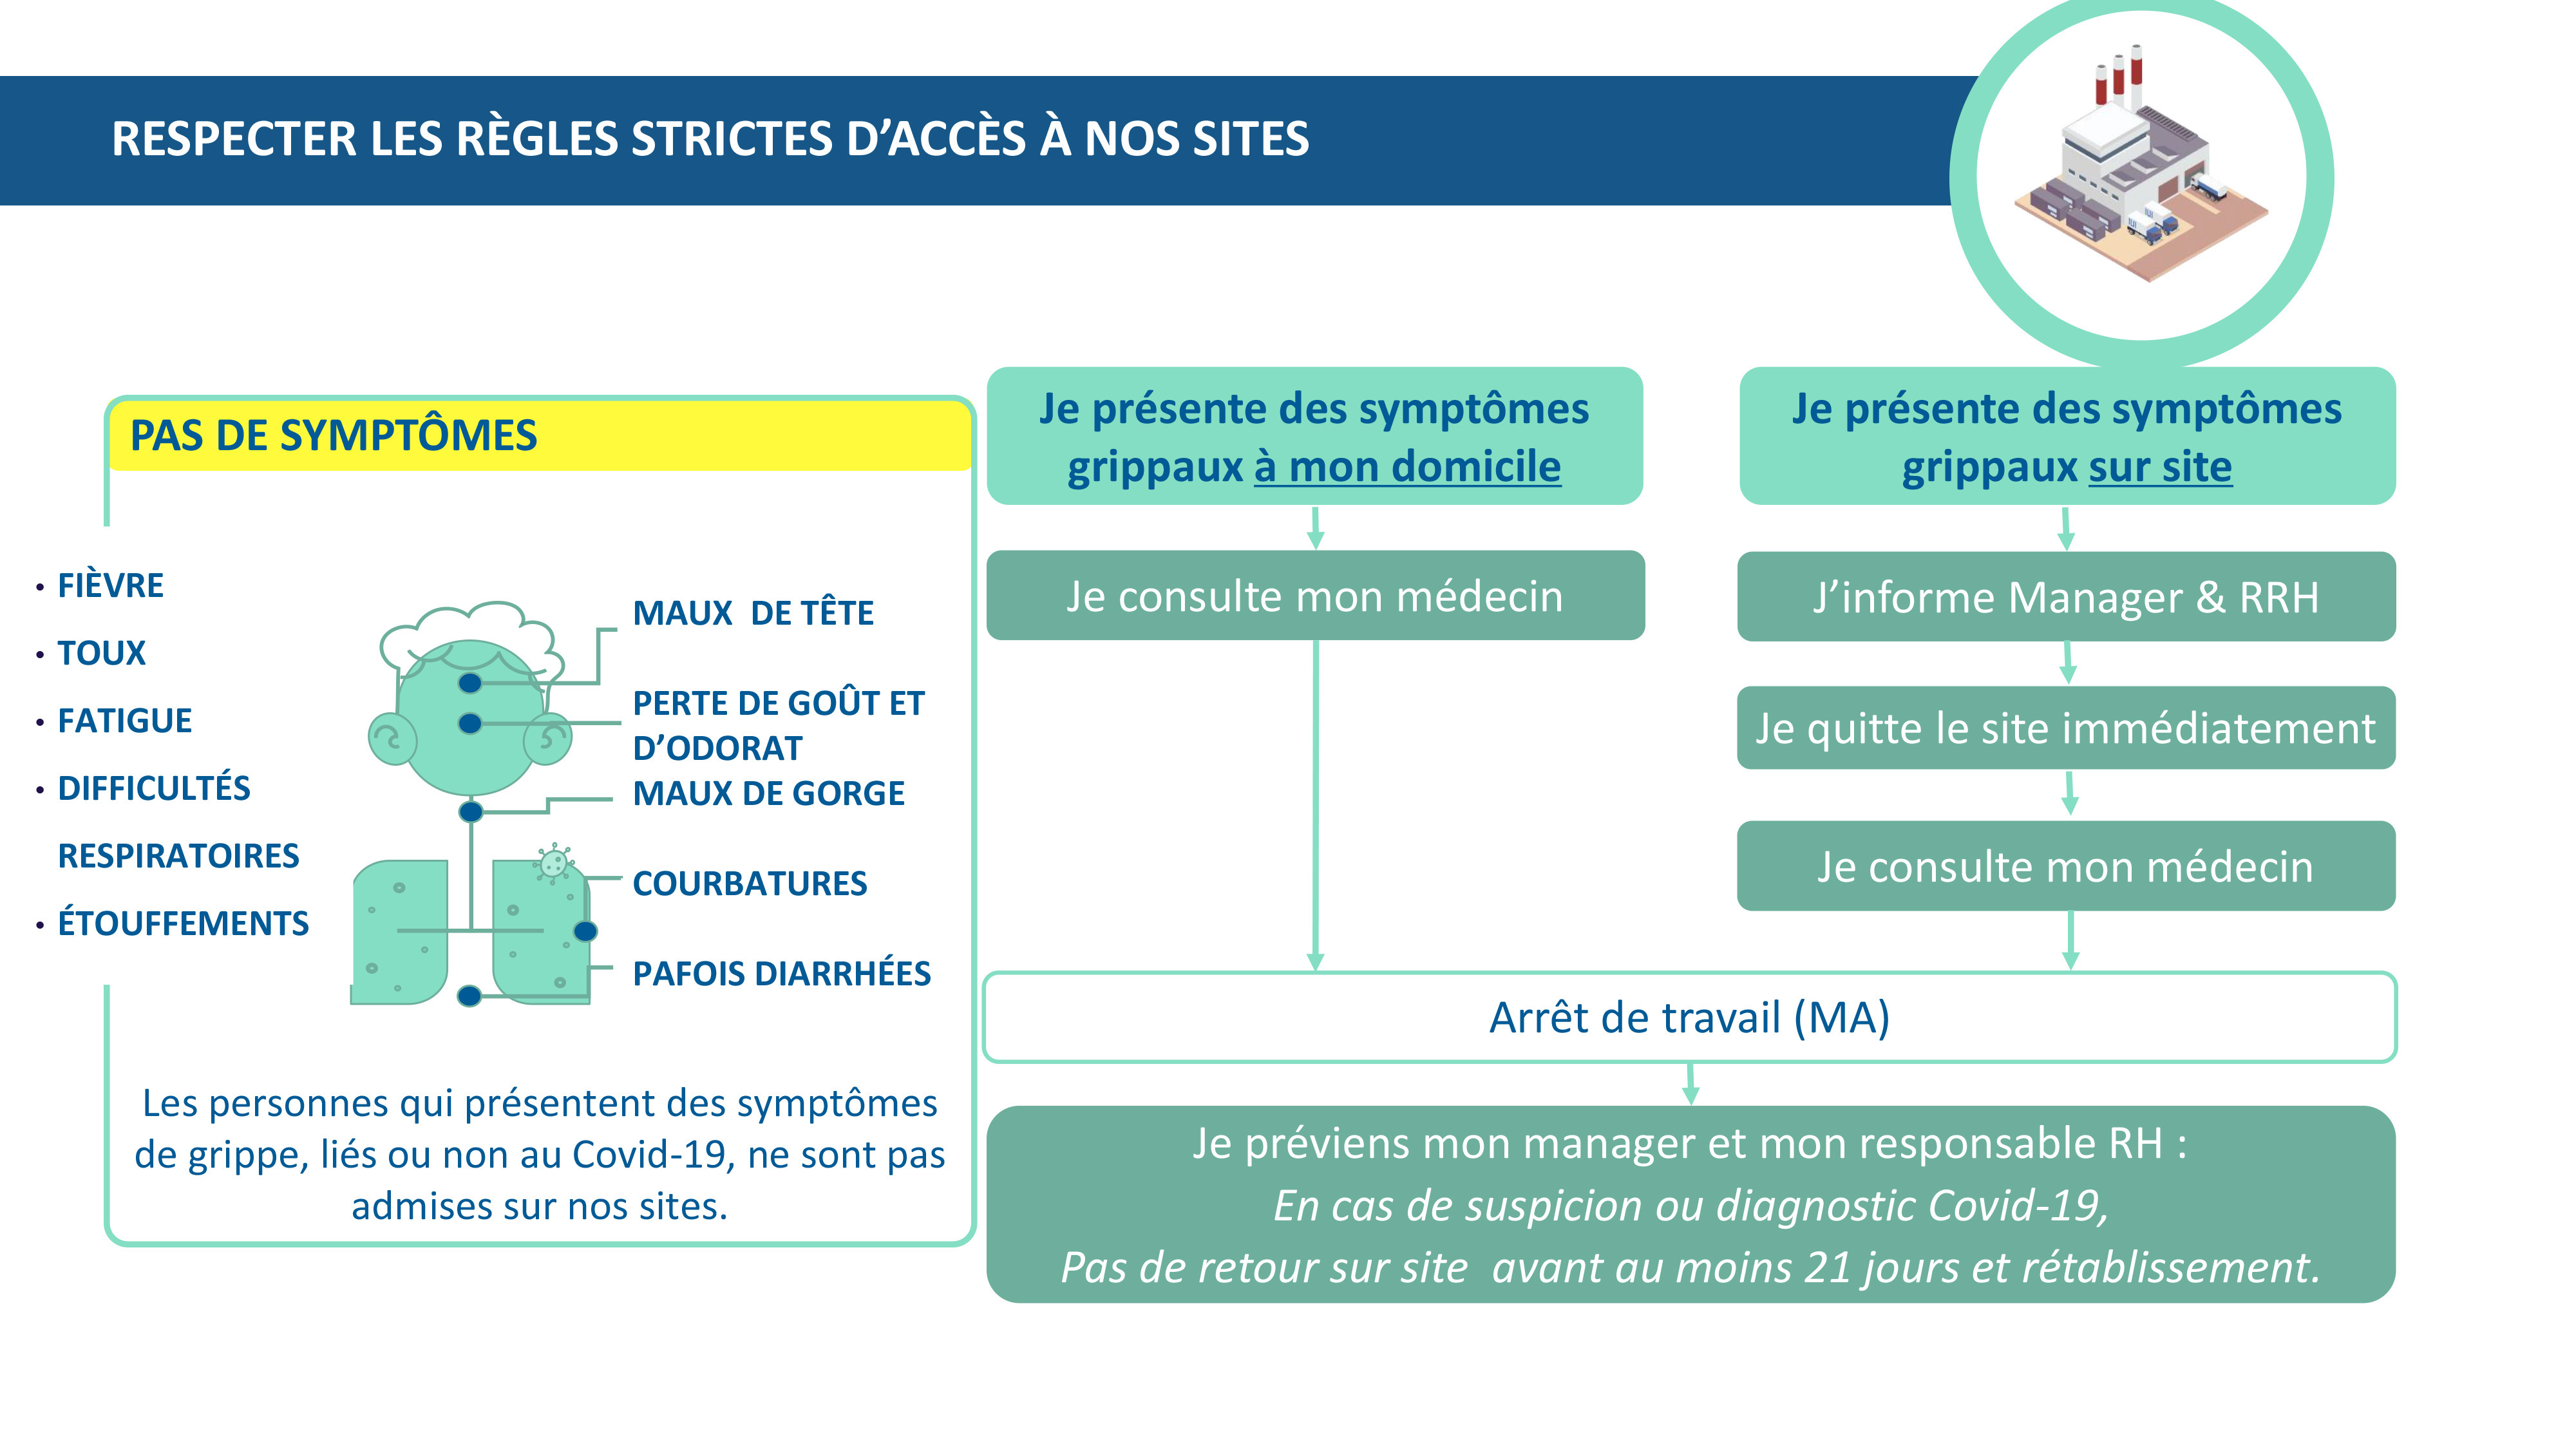 RESPECTER LES RÈGLES STRICTES D’ACCÈS À NOS SITES
PAS DE SYMPTÔMES
• FIÈVRE
• TOUX
• FATIGUE
• DIFFICULTÉS
RESPIRATOIRES
• ÉTOUFFEMENTS
MAUX DE TÊTE
PERTE DE GOÛT ET
D’ODORAT
MAUX DE GORGE
COURBATURES
PAFOIS DIARRHÉES
Les personnes qui présentent des symptômes
de grippe, liés ou non au Covid-19, ne sont pas
admises sur nos sites.
Je présente des symptômes
grippaux à mon domicile
Je consulte mon médecin
Je présente des symptômes
grippaux sur site
J’informe Manager & RRH
Je quitte le site immédiatement
Je consulte mon médecin
Arrêt de travail (MA)
Je préviens mon manager et mon responsable RH :
En cas de suspicion ou diagnostic Covid-19,
Pas de retour sur site avant au moins 21 jours et rétablissement.